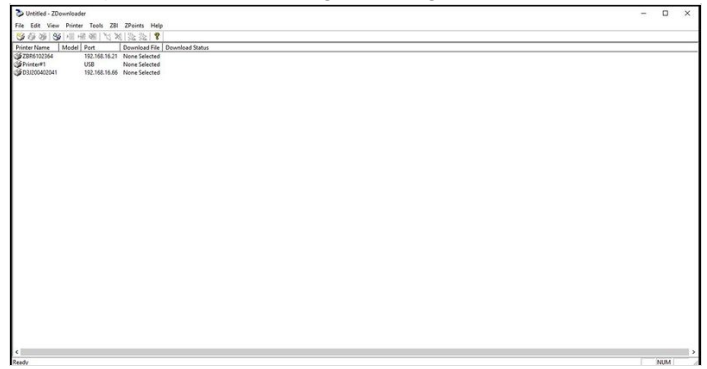 Untitled - ZDownloader
File Edit View Printer Tools ZBI ZPoints Help
Printer Name Model Port Download File Download Status
ZBR6102364 192.168.16.21 None Selected
Printer#1 USB None Selected
D3J200402041 192.168.16.66 None Selected
Ready NUM